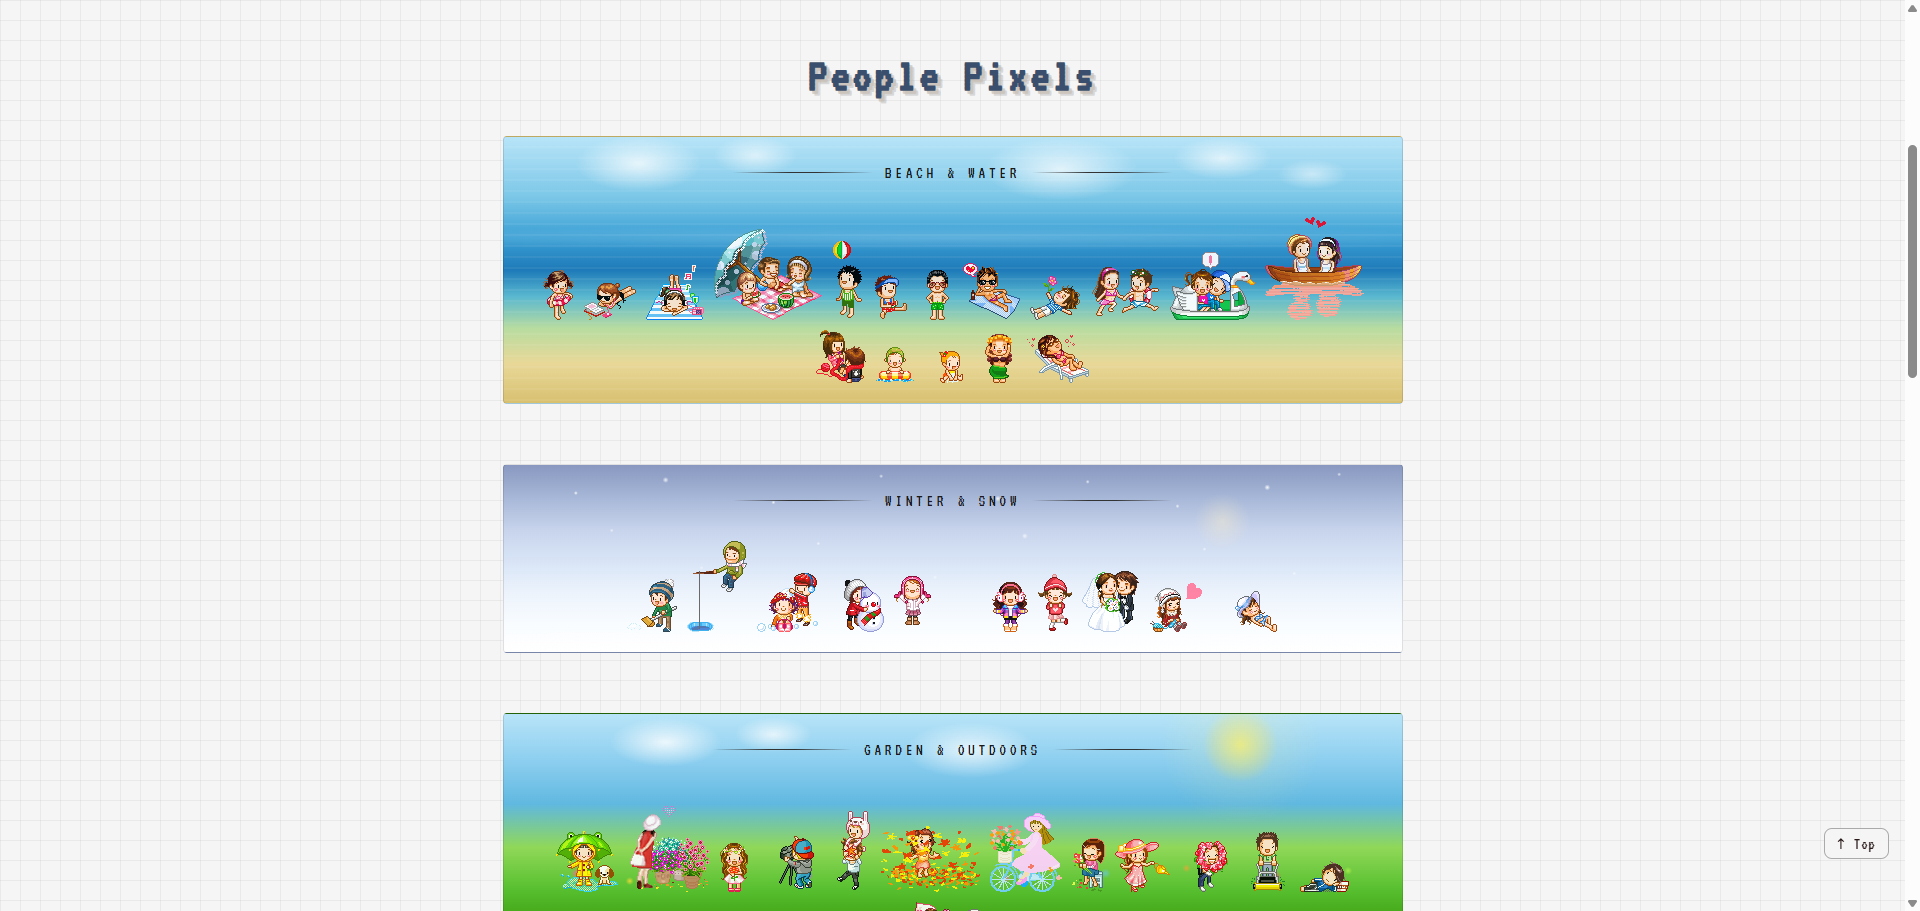 People Pixels
BEACH & WATER
WINTER & SNOW
GARDEN & OUTDOORS
↑ Top